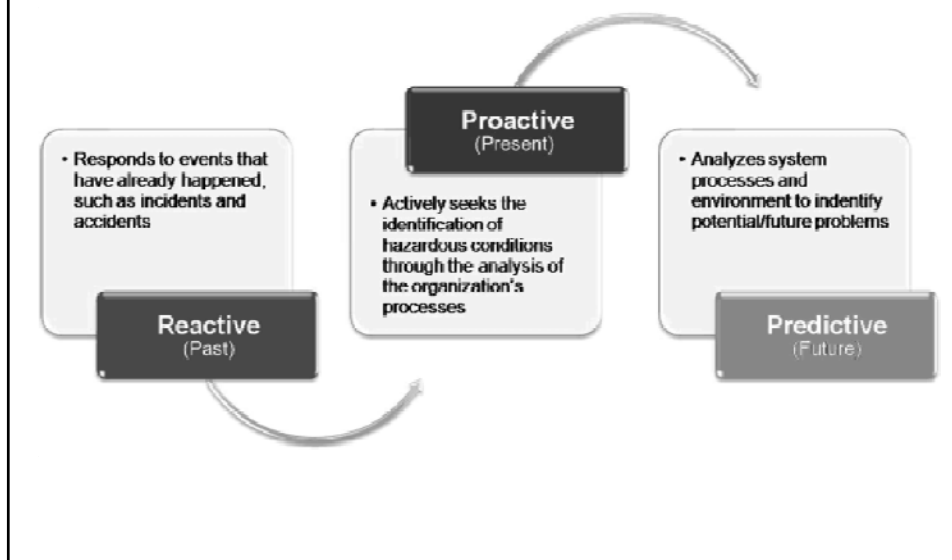 • Responds to events that
have already happened,
such as incidents and
accidents
Reactive
(Past)
Proactive
(Present)
• Actively seeks the
identification of
hazardous conditions
through the analysis of
the organization's
processes
• Analyzes system
processes and
environment to indentify
potential/future problems
Predictive
(Future)